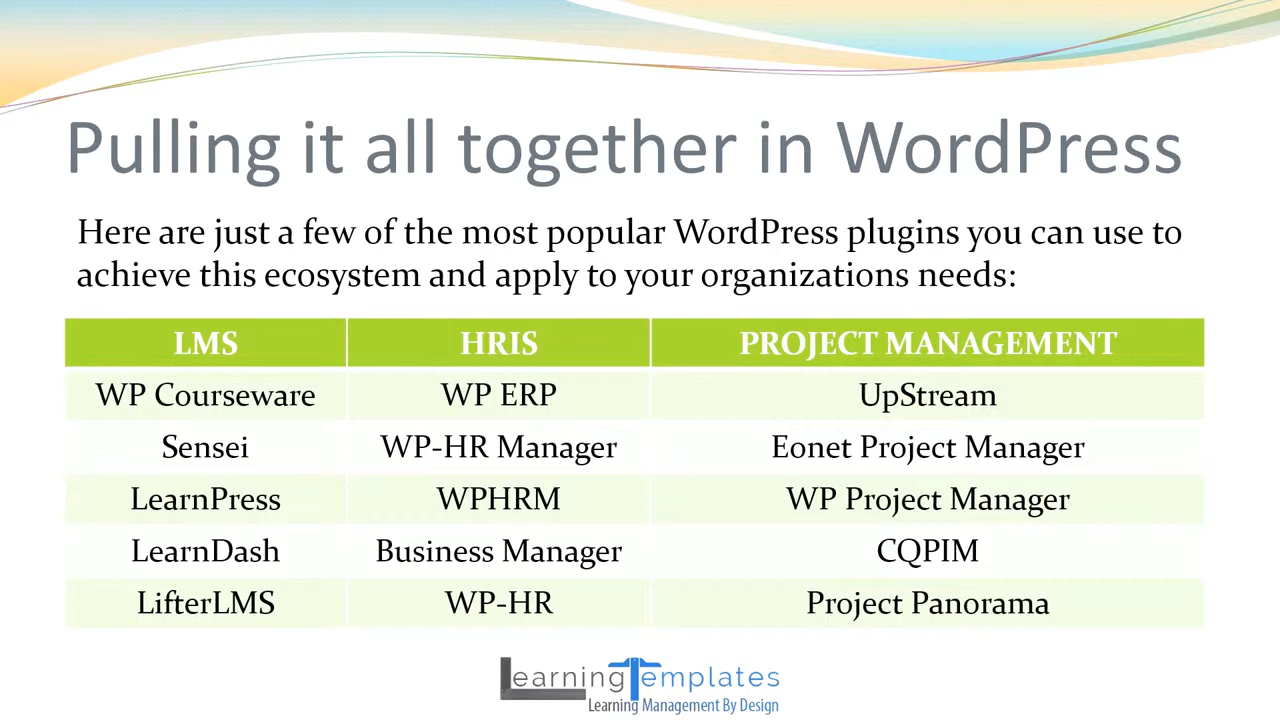 Pulling it all together in WordPress
Here are just a few of the most popular WordPress plugins you can use to
achieve this ecosystem and apply to your organizations needs:
LMS HRIS PROJECT MANAGEMENT
WP Courseware WP ERP UpStream
Sensei WP-HR Manager Eonet Project Manager
LearnPress WPHRM WP Project Manager
LearnDash Business Manager CQPIM
LifterLMS WP-HR Project Panorama
LearningTemplates
Learning Management By Design